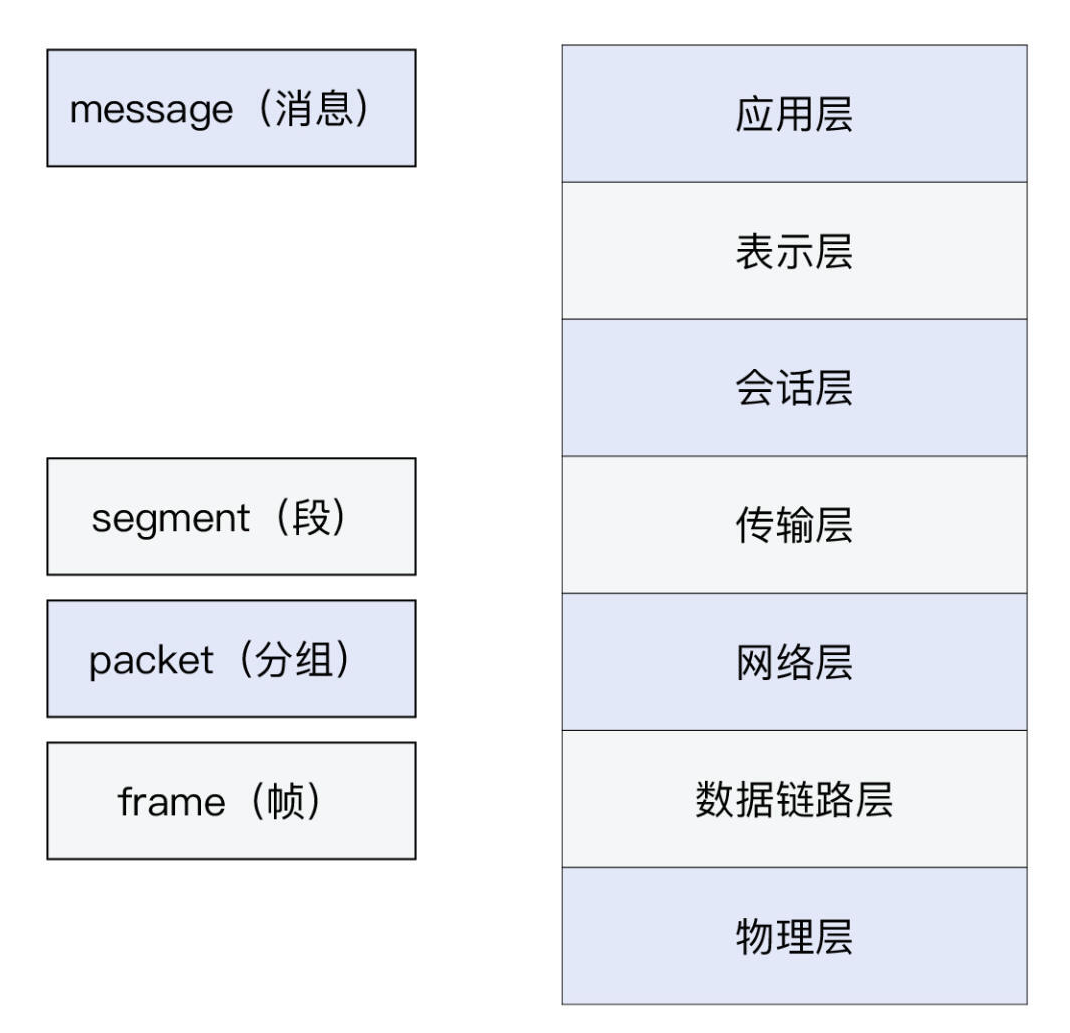 message（消息）
应用层
表示层
会话层
segment（段）
传输层
packet（分组）
网络层
frame（帧）
数据链路层
物理层